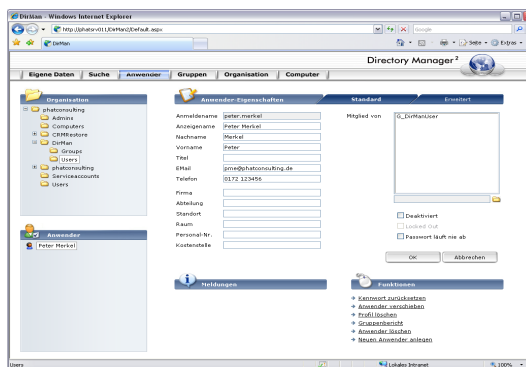 DirMan - Windows Internet Explorer
http://phatsrv011/DirMan2/Default.aspx
Google
DirMan
Seite
Extras
Directory Manager²
Eigene Daten
Suche
Anwender
Gruppen
Organisation
Computer
Organisation
phatconsulting
Admins
Computers
CRMRestore
DirMan
Groups
Users
phatconsulting
Serviceaccounts
Users
Anwender
Peter Merkel
Anwender-Eigenschaften
Standard
Erweitert
Anmeldename peter.merkel
Anzeigename Peter Merkel
Nachname Merkel
Vorname Peter
Titel
EMail pme@phatconsulting.de
Telefon 0172 123456
Firma
Abteilung
Standort
Raum
Personal-Nr.
Kostenstelle
Mitglied von
G_DirManUser
Deaktiviert
Locked Out
Passwort läuft nie ab
OK
Abbrechen
Meldungen
Funktionen
Kennwort zurücksetzen
Anwender verschieben
Profil löschen
Gruppenbericht
Anwender löschen
Neuen Anwender anlegen
Users
Lokales Intranet
100%